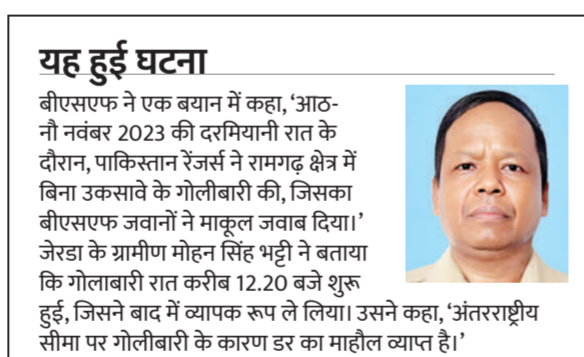 यह हुई घटना
बीएसएफ ने एक बयान में कहा, ‘आठ-
नौ नवंबर 2023 की दरमियानी रात के
दौरान, पाकिस्तान रेंजर्स ने रामगढ़ क्षेत्र में
बिना उकसावे के गोलीबारी की, जिसका
बीएसएफ जवानों ने माकूल जवाब दिया।’
जेरडा के ग्रामीण मोहन सिंह भट्टी ने बताया
कि गोलाबारी रात करीब 12.20 बजे शुरू
हुई, जिसने बाद में व्यापक रूप ले लिया। उसने कहा, ‘अंतरराष्ट्रीय
सीमा पर गोलीबारी के कारण डर का माहौल व्याप्त है।’